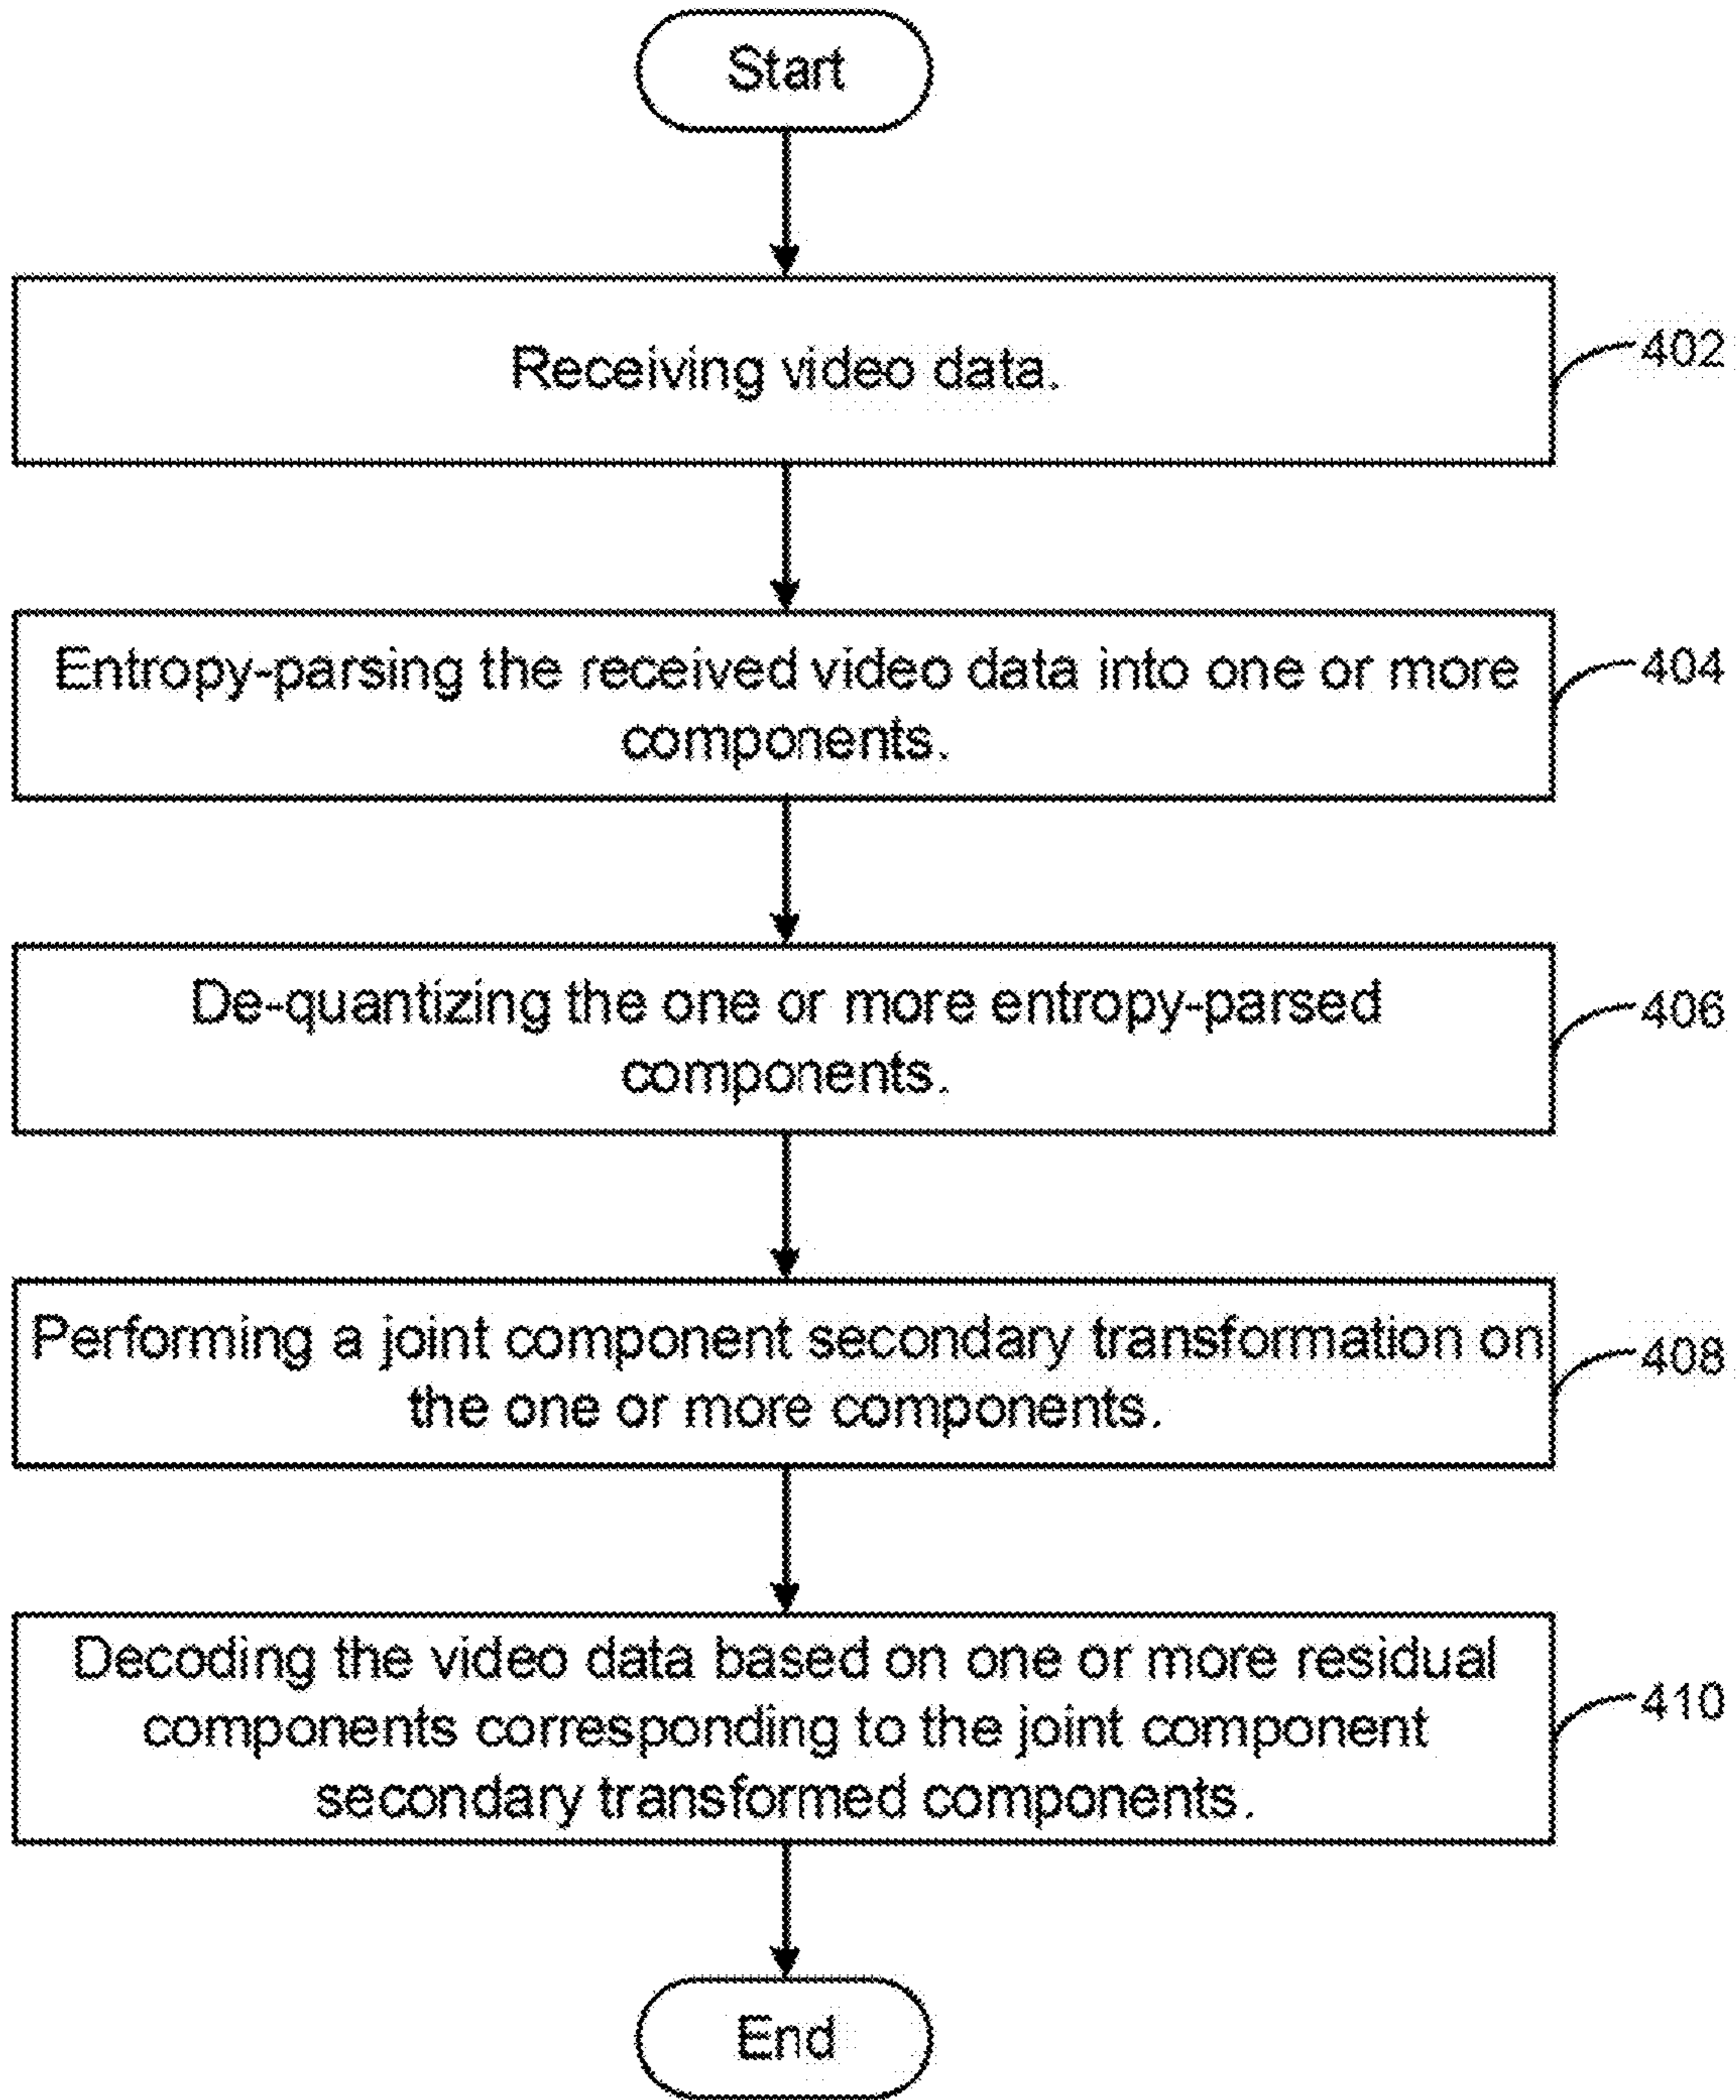 Start
Receiving video data.
402
Entropy-parsing the received video data into one or more
components.
404
De-quantizing the one or more entropy-parsed
components.
406
Performing a joint component secondary transformation on
the one or more components.
408
Decoding the video data based on one or more residual
components corresponding to the joint component
secondary transformed components.
410
End